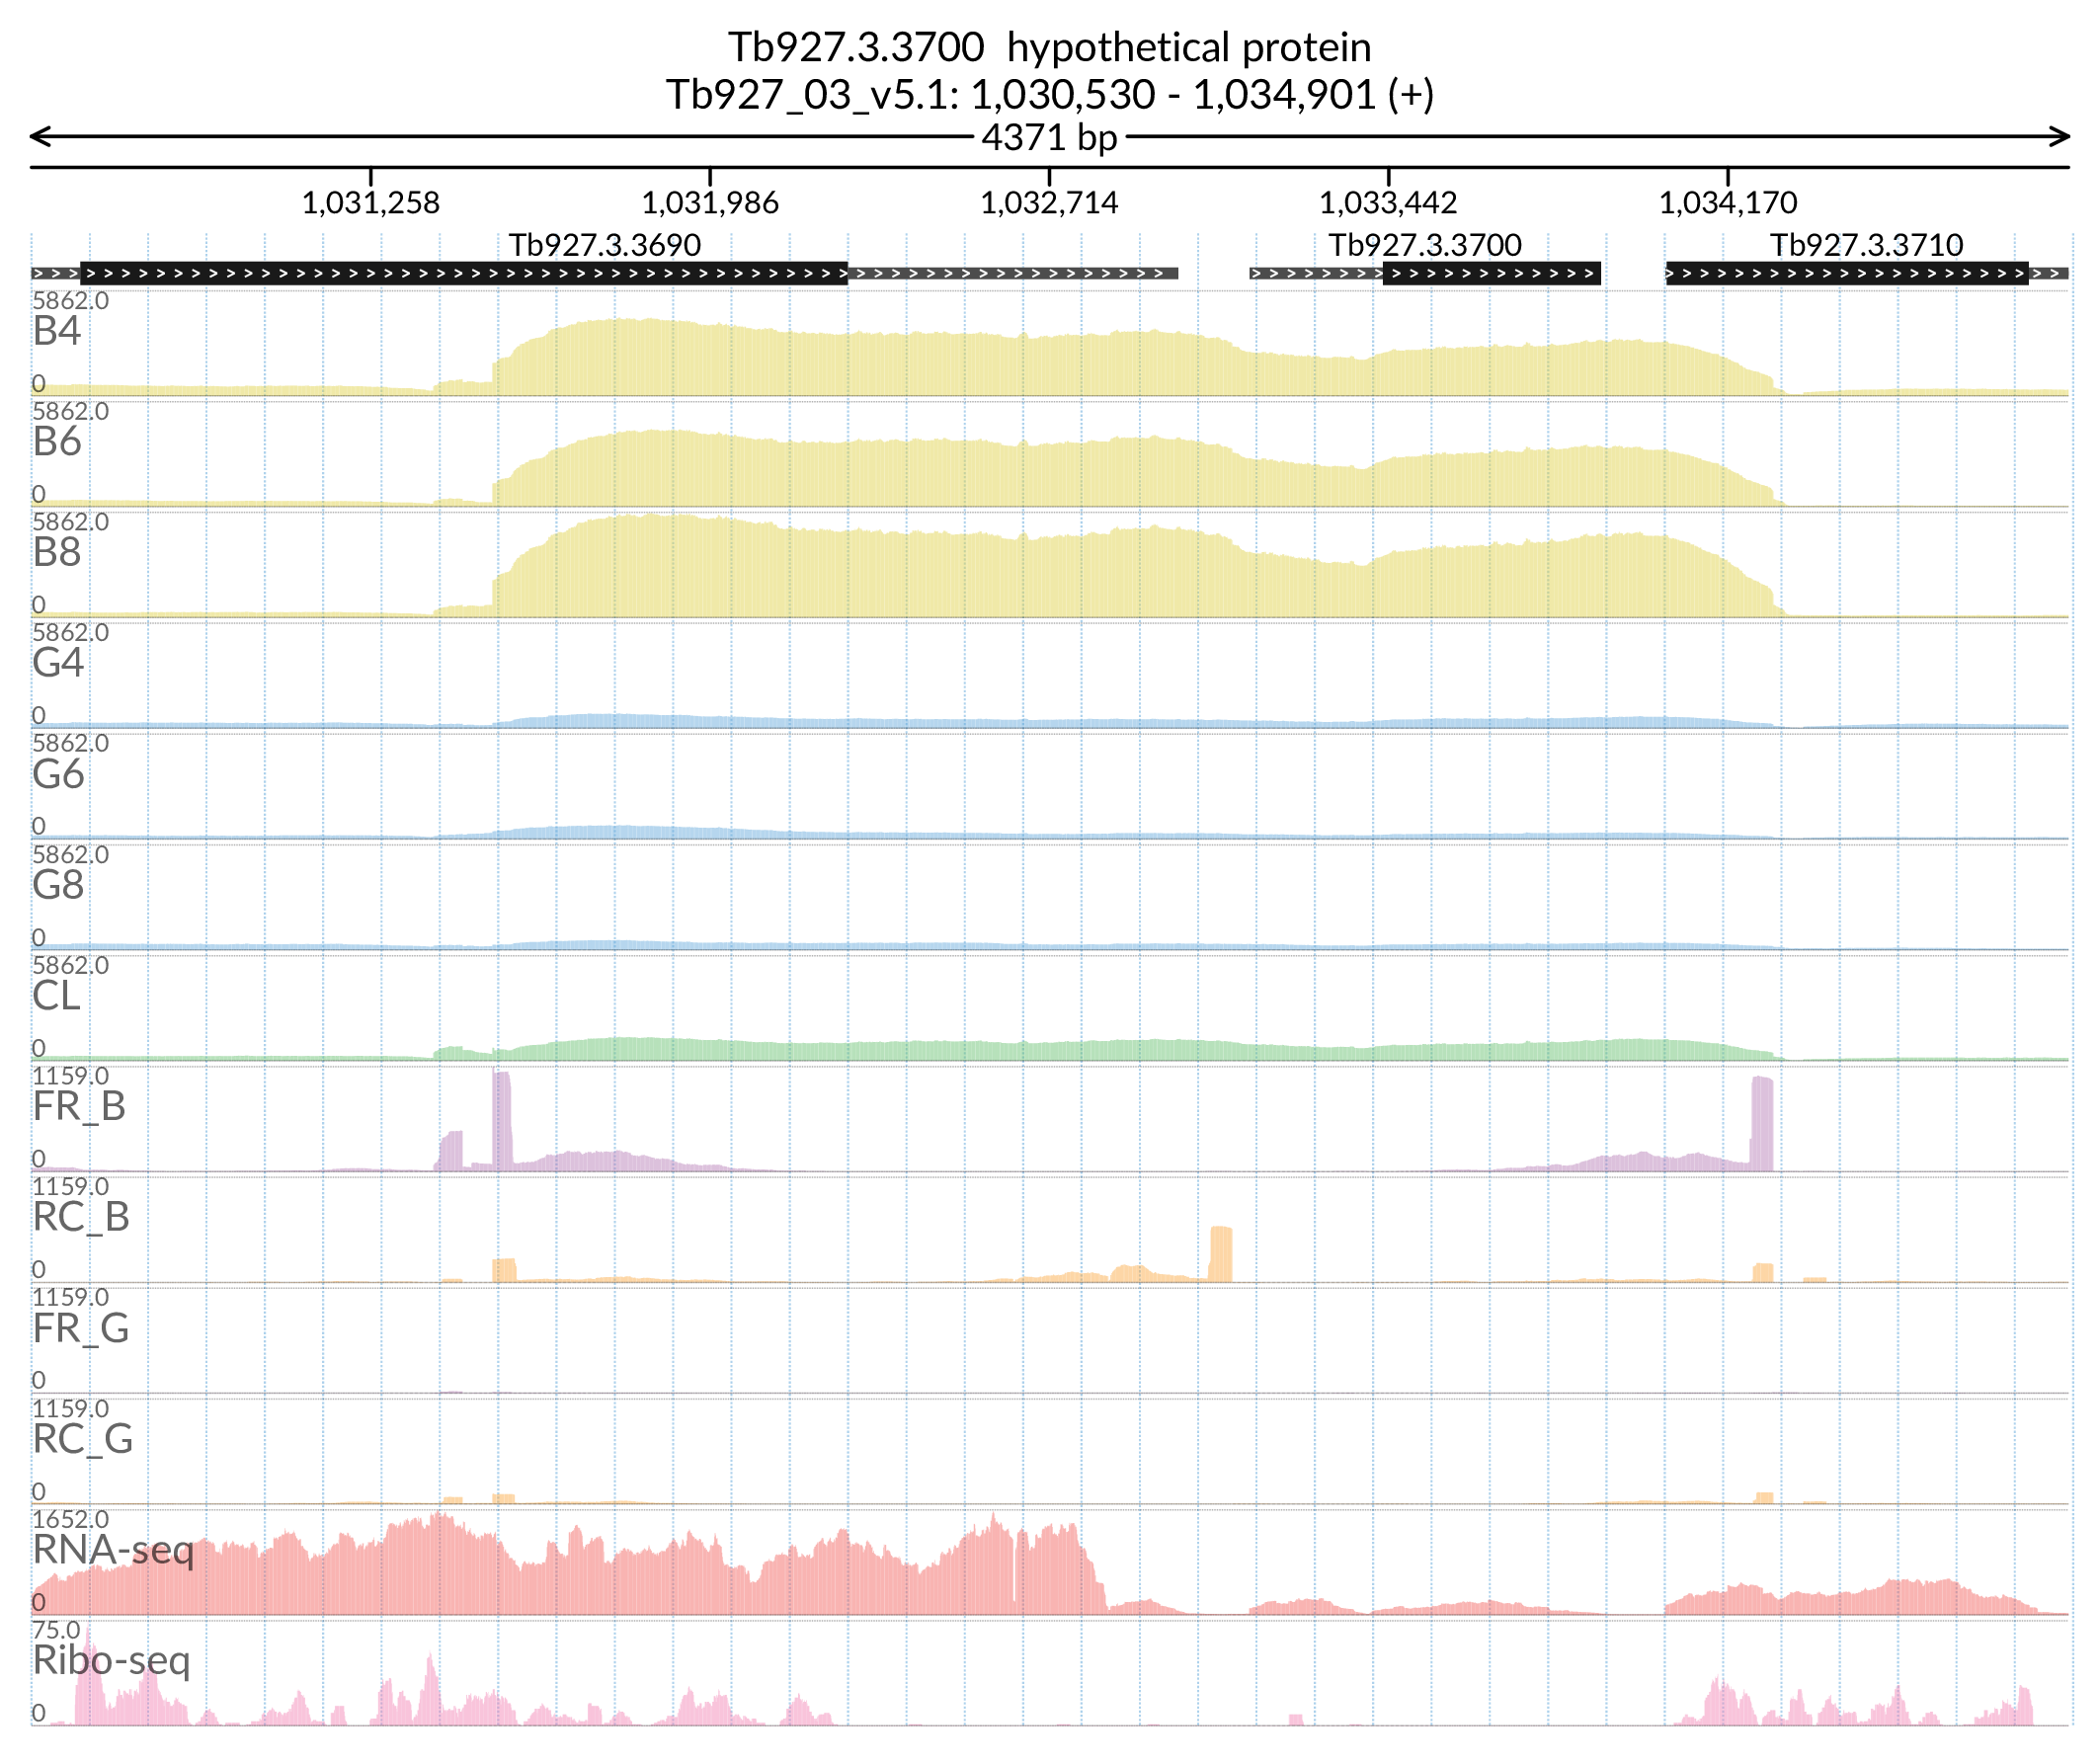 Tb927.3.3700 hypothetical protein
Tb927_03_v5.1: 1,030,530 - 1,034,901 (+)
4371 bp
1,031,258 1,031,986 1,032,714 1,033,442 1,034,170
Tb927.3.3690 Tb927.3.3700 Tb927.3.3710
5862.0
B4
0
5862.0
B6
0
5862.0
B8
0
5862.0
G4
0
5862.0
G6
0
5862.0
G8
0
5862.0
CL
0
1159.0
FR_B
0
1159.0
RC_B
0
1159.0
FR_G
0
1159.0
RC_G
0
1652.0
RNA-seq
0
75.0
Ribo-seq
0